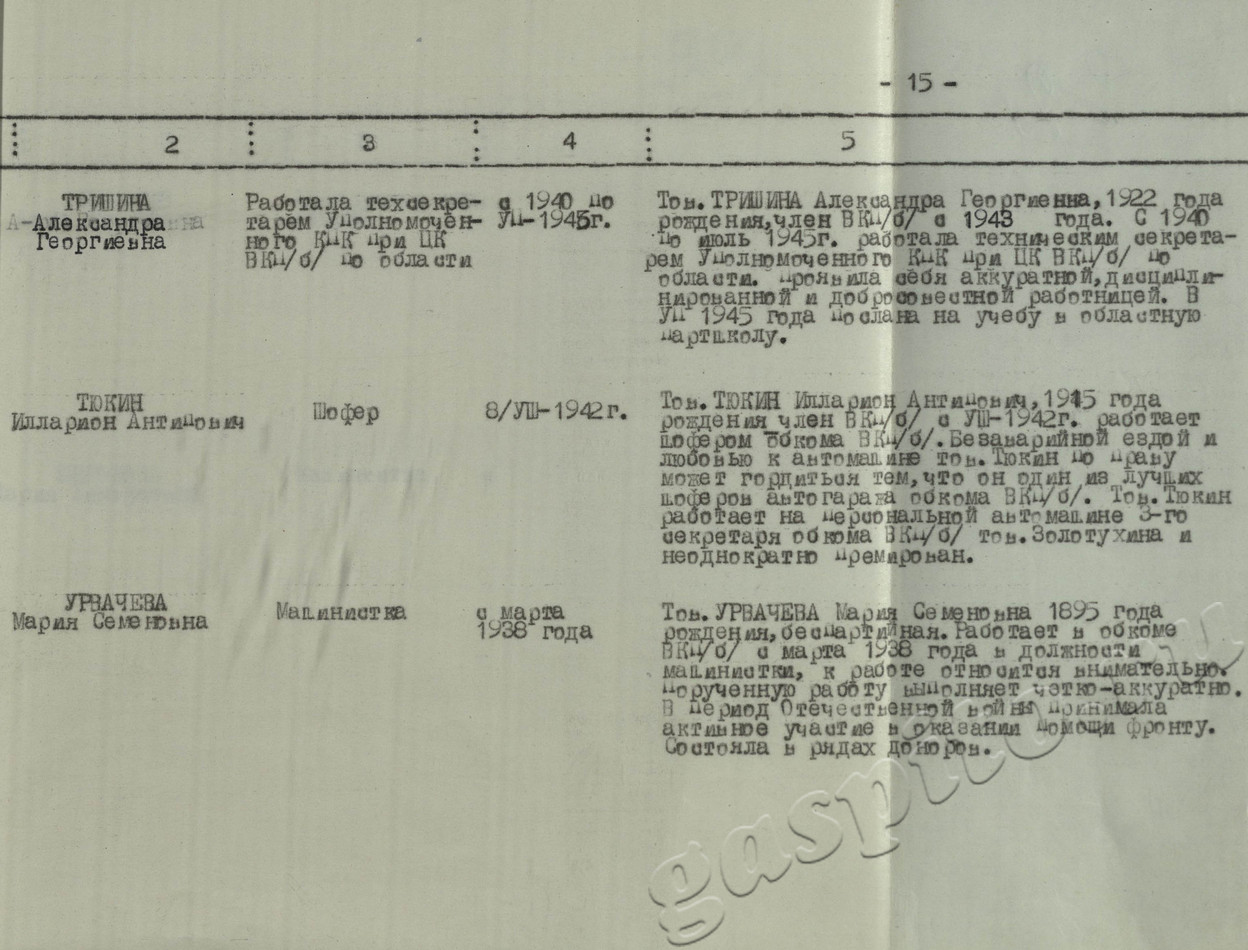 - 15 -
2 3 4 5
ТРИШИНА
Александра
Георгиевна
Работала техсекре-
тарем Уполномочен-
ного КПК при ЦК
ВКП/б/ по области
с 1940 по
УП-1945г.
Тов. ТРИШИНА Александра Георгиевна, 1922 года
рождения, член ВКП/б/ с 1943 года. С 1940
по июль 1945г. работала техническим секрета-
рем Уполномоченного КПК при ЦК ВКП/б/ по
области. Проявила себя аккуратной, дисципли-
нированной и добросовестной работницей. В
УП 1945 года послана на учебу в областную
партшколу.
ТЮКИН
Илларион Антипович
Шофер
8/УШ-1942г.
Тов. ТЮКИН Илларион Антипович, 1915 года
рождения член ВКП/б/ с УШ-1942г. работает
шофером обкома ВКП/б/. Безаварийной ездой и
любовью к автомашине тов. Тюкин по праву
может гордиться тем, что он один из лучших
шоферов автогаража обкома ВКП/б/. Тов. Тюкин
работает на персональной автомашине 3-го
секретаря обкома ВКП/б/ тов. Золотухина и
неоднократно премирован.
УРВАЧЕВА
Мария Семеновна
Машинистка
с марта
1938 года
Тов. УРВАЧЕВА Мария Семеновна 1895 года
рождения, беспартийная. Работает в обкоме
ВКП/б/ с марта 1938 года в должности
машинистки, к работе относится внимательно.
Порученную работу выполняет четко-аккуратно.
В период Отечественной войны принимала
активное участие в оказании помощи фронту.
Состояла в рядах доноров.